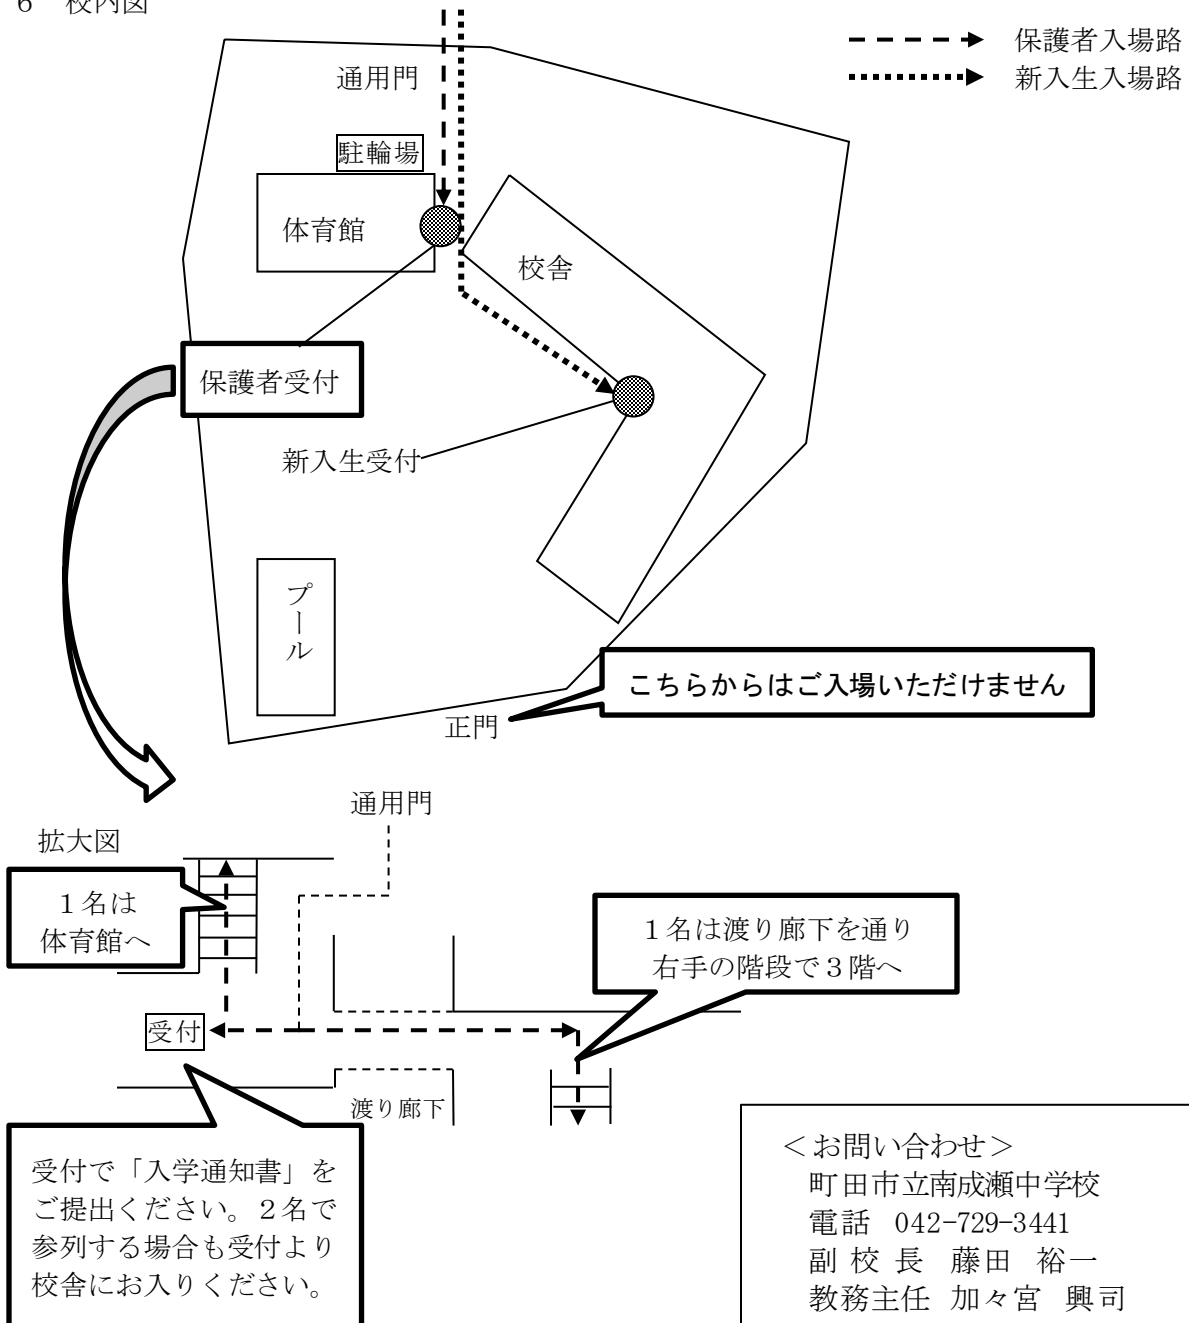 6 校内図
保護者入場路
新入生入場路
通用門
駐輪場
体育館
校舎
保護者受付
新入生受付
プール
こちらからはご入場いただけません
正門
通用門
拡大図
１名は
体育館へ
１名は渡り廊下を通り
右手の階段で３階へ
受付
渡り廊下
受付で「入学通知書」を
ご提出ください。２名で
参列する場合も受付より
校舎にお入りください。
＜お問い合わせ＞
町田市立南成瀬中学校
電話 042-729-3441
副校長 藤田 裕一
教務主任 加々宮 興司